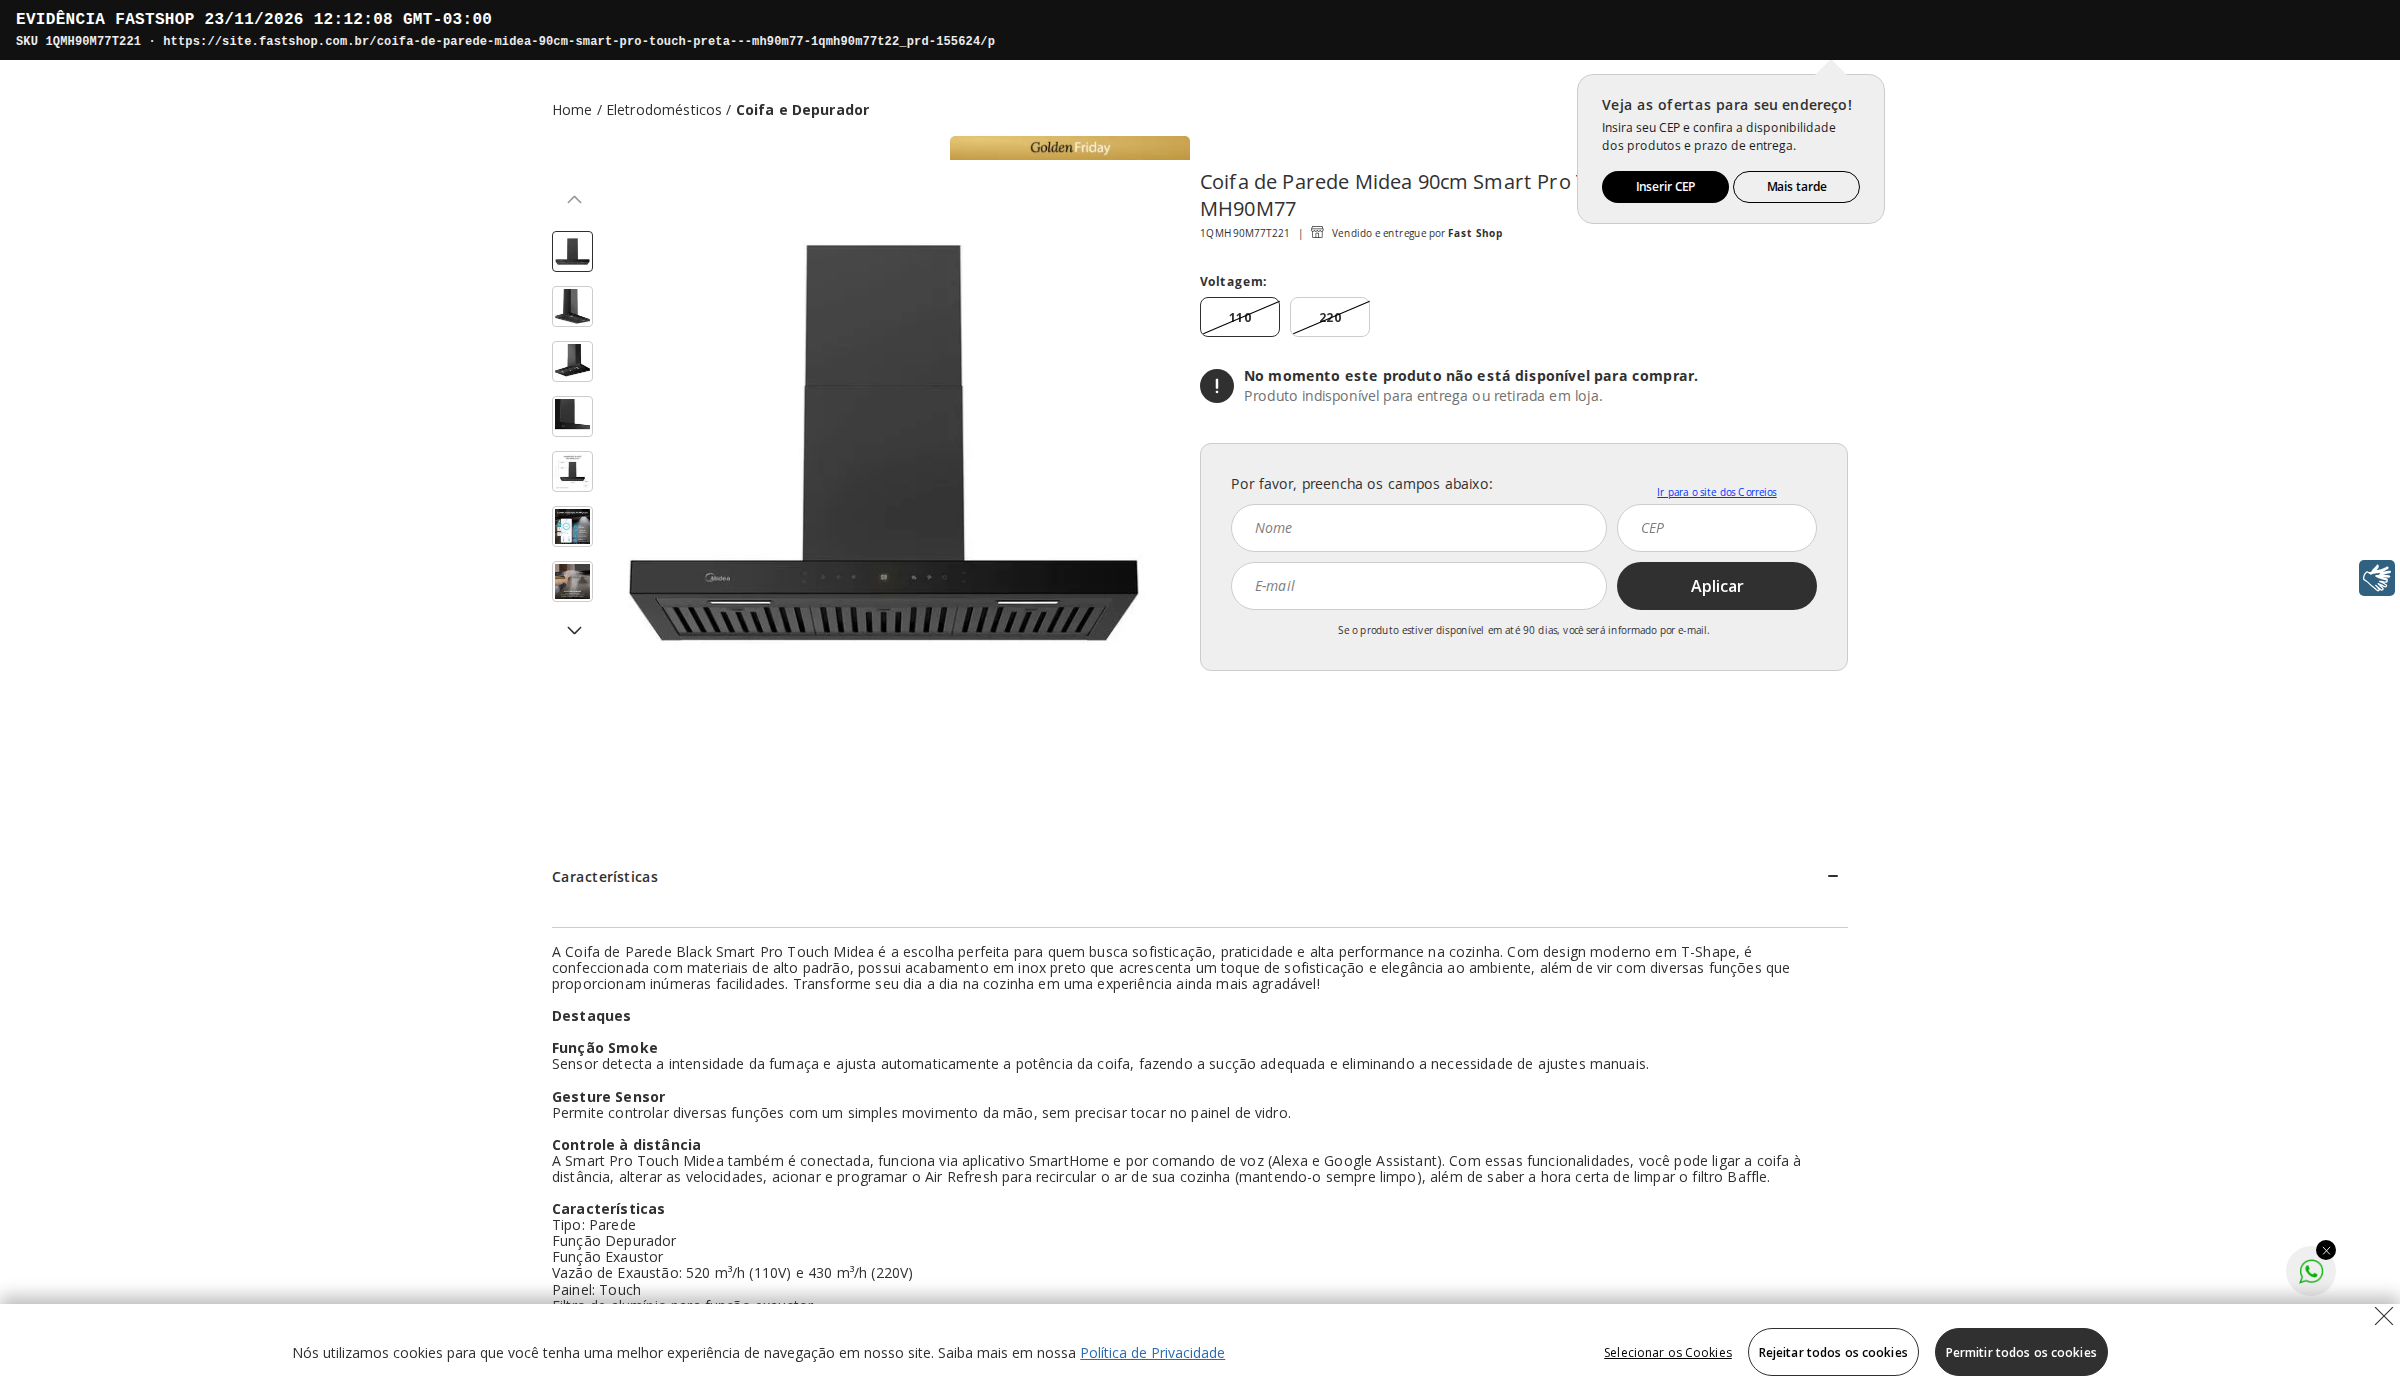 EVIDÊNCIA FASTSHOP 23/11/2026 12:12:08 GMT-03:00
SKU 1QMH90M77T221 · https://site.fastshop.com.br/coifa-de-parede-midea-90cm-smart-pro-touch-preta---mh90m77-1qmh90m77t22_prd-155624/p
Veja as ofertas para seu endereço!
Insira seu CEP e confira a disponibilidade
dos produtos e prazo de entrega.
Inserir CEP
Mais tarde
Home / Eletrodomésticos / Coifa e Depurador
Golden Friday
Coifa de Parede Midea 90cm Smart Pro
MH90M77
1QMH90M77T221 | Vendido e entregue por Fast Shop
Voltagem:
110
220
No momento este produto não está disponível para comprar.
Produto indisponível para entrega ou retirada em loja.
Por favor, preencha os campos abaixo:
Ir para o site dos Correios
Nome
CEP
E-mail
Aplicar
Se o produto estiver disponível em até 90 dias, você será informado por e-mail.
Midea
Características
A Coifa de Parede Black Smart Pro Touch Midea é a escolha perfeita para quem busca sofisticação, praticidade e alta performance na cozinha. Com design moderno em T-Shape, é
confeccionada com materiais de alto padrão, possui acabamento em inox preto que acrescenta um toque de sofisticação e elegância ao ambiente, além de vir com diversas funções que
proporcionam inúmeras facilidades. Transforme seu dia a dia na cozinha em uma experiência ainda mais agradável!
Destaques
Função Smoke
Sensor detecta a intensidade da fumaça e ajusta automaticamente a potência da coifa, fazendo a sucção adequada e eliminando a necessidade de ajustes manuais.
Gesture Sensor
Permite controlar diversas funções com um simples movimento da mão, sem precisar tocar no painel de vidro.
Controle à distância
A Smart Pro Touch Midea também é conectada, funciona via aplicativo SmartHome e por comando de voz (Alexa e Google Assistant). Com essas funcionalidades, você pode ligar a coifa à
distância, alterar as velocidades, acionar e programar o Air Refresh para recircular o ar de sua cozinha (mantendo-o sempre limpo), além de saber a hora certa de limpar o filtro Baffle.
Características
Tipo: Parede
Função Depurador
Função Exaustor
Vazão de Exaustão: 520 m³/h (110V) e 430 m³/h (220V)
Painel: Touch
Nós utilizamos cookies para que você tenha uma melhor experiência de navegação em nosso site. Saiba mais em nossa Política de Privacidade
Selecionar os Cookies
Rejeitar todos os cookies
Permitir todos os cookies